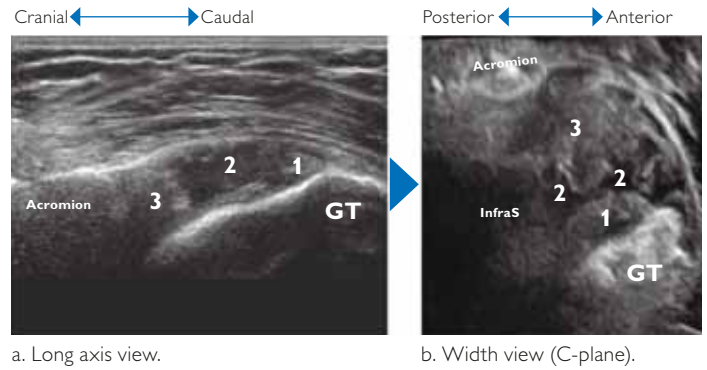 Cranial Caudal
Posterior Anterior
Acromion
3
2
1
GT
Acromion
3
2
2
InfraS
1
GT
a. Long axis view.
b. Width view (C-plane).